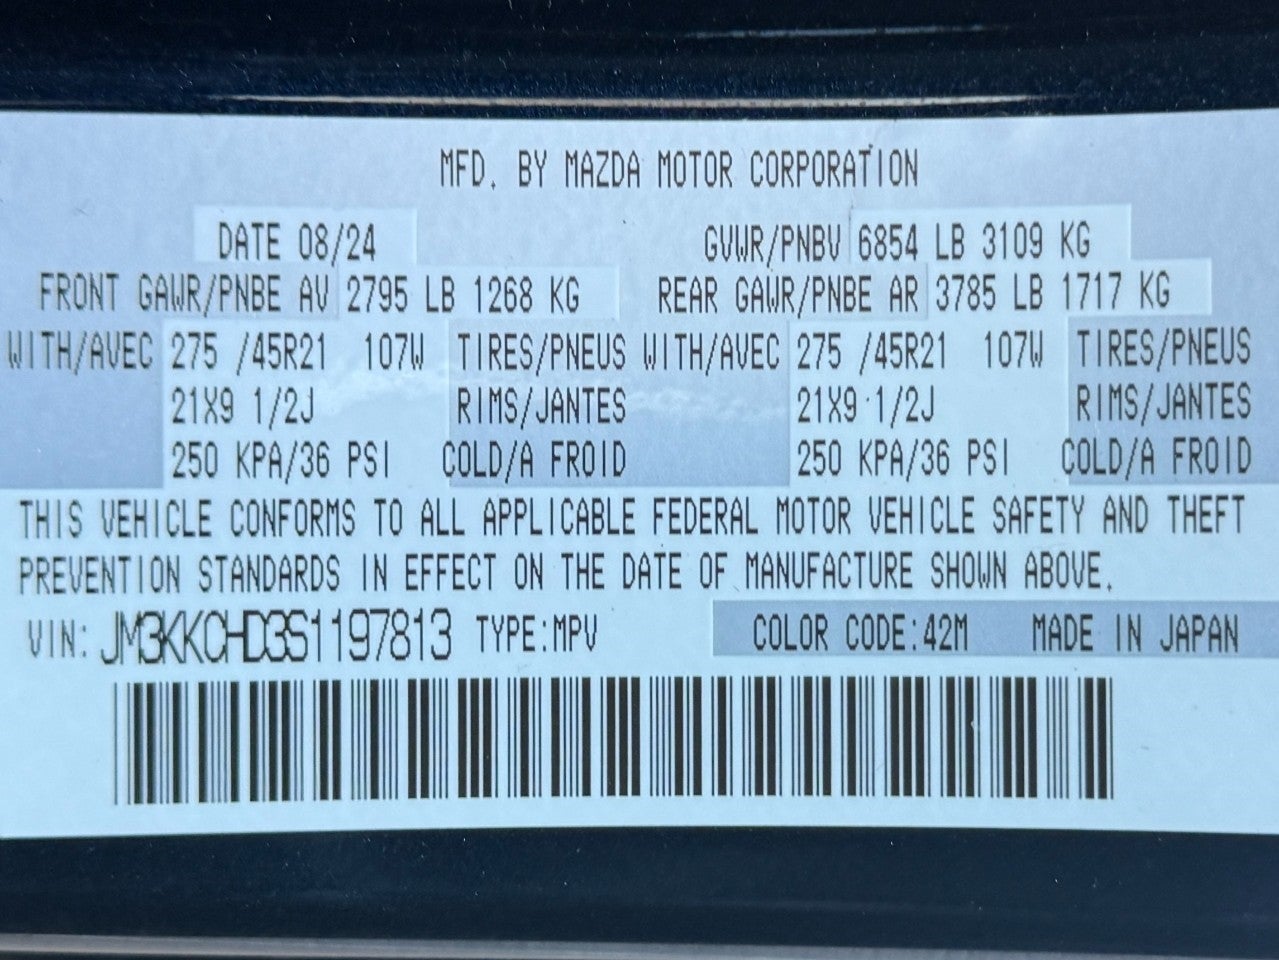 MFD. BY MAZDA MOTOR CORPORATION
DATE 08/24 GVWR/PNBV 6854 LB 3109 KG
FRONT GAWR/PNBE AV 2795 LB 1268 KG REAR GAWR/PNBE AR 3785 LB 1717 KG
WITH/AVEC 275 /45R21 107W TIRES/PNEUS WITH/AVEC 275 /45R21 107W TIRES/PNEUS
21X9 1/2J RIMS/JANTES 21X9 1/2J RIMS/JANTES
250 KPA/36 PSI COLD/A FROID 250 KPA/36 PSI COLD/A FROID
THIS VEHICLE CONFORMS TO ALL APPLICABLE FEDERAL MOTOR VEHICLE SAFETY AND THEFT
PREVENTION STANDARDS IN EFFECT ON THE DATE OF MANUFACTURE SHOWN ABOVE.
VIN: JM3KKCHD3S1197813 TYPE:MPV COLOR CODE:42M MADE IN JAPAN